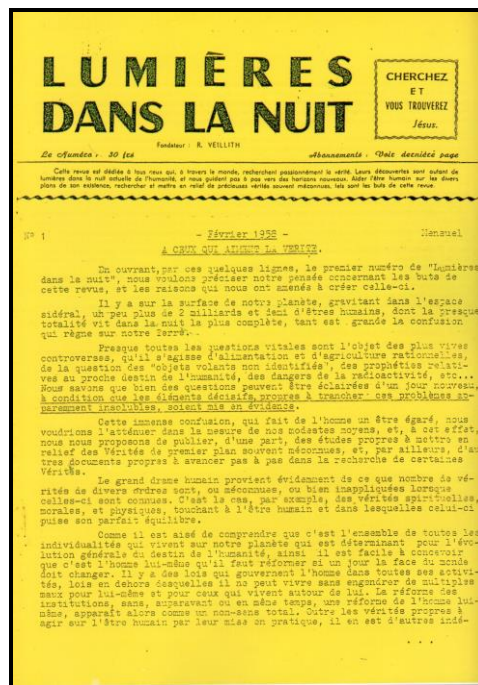 LUMIÈRES
DANS LA NUIT
CHERCHEZ
ET
VOUS TROUVEREZ
Jésus.
Fondateur : R. VEILLITH
Le Numéro : 30 frs
Abonnements : Voir dernière page
Cette revue est dédiée à tous ceux qui, à travers le monde, recherchent passionnément la vérité. Leurs découvertes sont autant de
lumières dans la nuit actuelle de l'humanité, et nous guident pas à pas vers des horizons nouveaux. Aider l'être humain sur les divers
plans de son existence, rechercher et mettre en relief de précieuses vérités souvent méconnues, tels sont les buts de cette revue.
N° 1
- Février 1958 -
Mensuel
A CEUX QUI AIMENT LA VERITE.
En ouvrant, par ces quelques lignes, le premier numéro de "Lumières
dans la nuit", nous voulons préciser notre pensée concernant les buts de
cette revue, et les raisons qui nous ont amenés à créer celle-ci.
Il y a sur la surface de notre planète, gravitant dans l'espace
sidéral, un peu plus de 2 milliards et demi d'êtres humains, dont la presque
totalité vit dans la nuit la plus complète, tant est grande la confusion
qui règne sur notre Terre.
Presque toutes les questions vitales sont l'objet des plus vives
controverses, qu'il s'agisse d'alimentation et d'agriculture rationnelles,
de la question des "objets volants non identifiés", des prophéties relati-
ves au proche destin de l'humanité, des dangers de la radioactivité, etc...
Nous savons que bien des questions peuvent être éclairées d'un jour nouveau,
à condition que les éléments décisifs, propres à trancher ces problèmes ap-
paremment insolubles, soient mis en évidence.
Cette immense confusion, qui fait de l'homme un être égaré, nous
voudrions l'atténuer dans la mesure de nos modestes moyens, et, à cet effet,
nous nous proposons de publier, d'une part, des études propres à mettre en
relief des Vérités de premier plan souvent méconnues, et, par ailleurs, d'au
tres documents propres à avancer pas à pas dans la recherche de certaines
Vérités.
Le grand drame humain provient évidemment de ce que nombre de vé-
rités de divers ordres sont, ou méconnues, ou bien inappliquées lorsque
celles-ci sont connues. C'est le cas, par exemple, des vérités spirituelles,
morales, et physiques, touchant à l'être humain et dans lesquelles celui-ci
puise son parfait équilibre.
Comme il est aisé de comprendre que c'est l'ensemble de toutes les
individualités qui vivent sur notre planète qui est déterminant pour l'évo-
lution générale du destin de l'humanité, ainsi il est facile à concevoir
que c'est l'homme lui-même qu'il faut réformer si un jour la face du monde
doit changer. Il y a des lois qui gouvernent l'homme dans toutes ses activi-
tés, lois en dehors desquelles il ne peut vivre sans engendrer de multiples
maux pour lui-même et pour ceux qui vivent autour de lui. La réforme des
institutions, sans, auparavant ou en même temps, une réforme de l'homme lui-
même, apparaît alors comme un non-sens total. Outre les vérités propres à
agir sur l'être humain par leur mise en pratique, il en est d'autres indé-
...